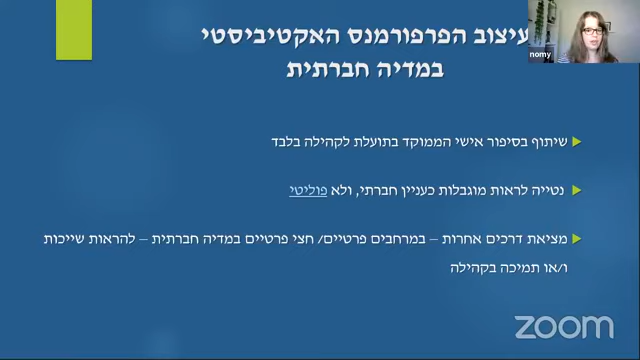 עיצוב הפרפורמנס האקטיביסטי
במדיה חברתית
nomy
שיתוף בסיפור אישי הממוקד בתועלת לקהילה בלבד
נטייה לראות מוגבלות כעניין חברתי, ולא פוליטי
מציאת דרכים אחרות – במרחבים פרטיים/ חצי פרטיים במדיה חברתית – להראות שייכות
ו/או תמיכה בקהילה
zoom